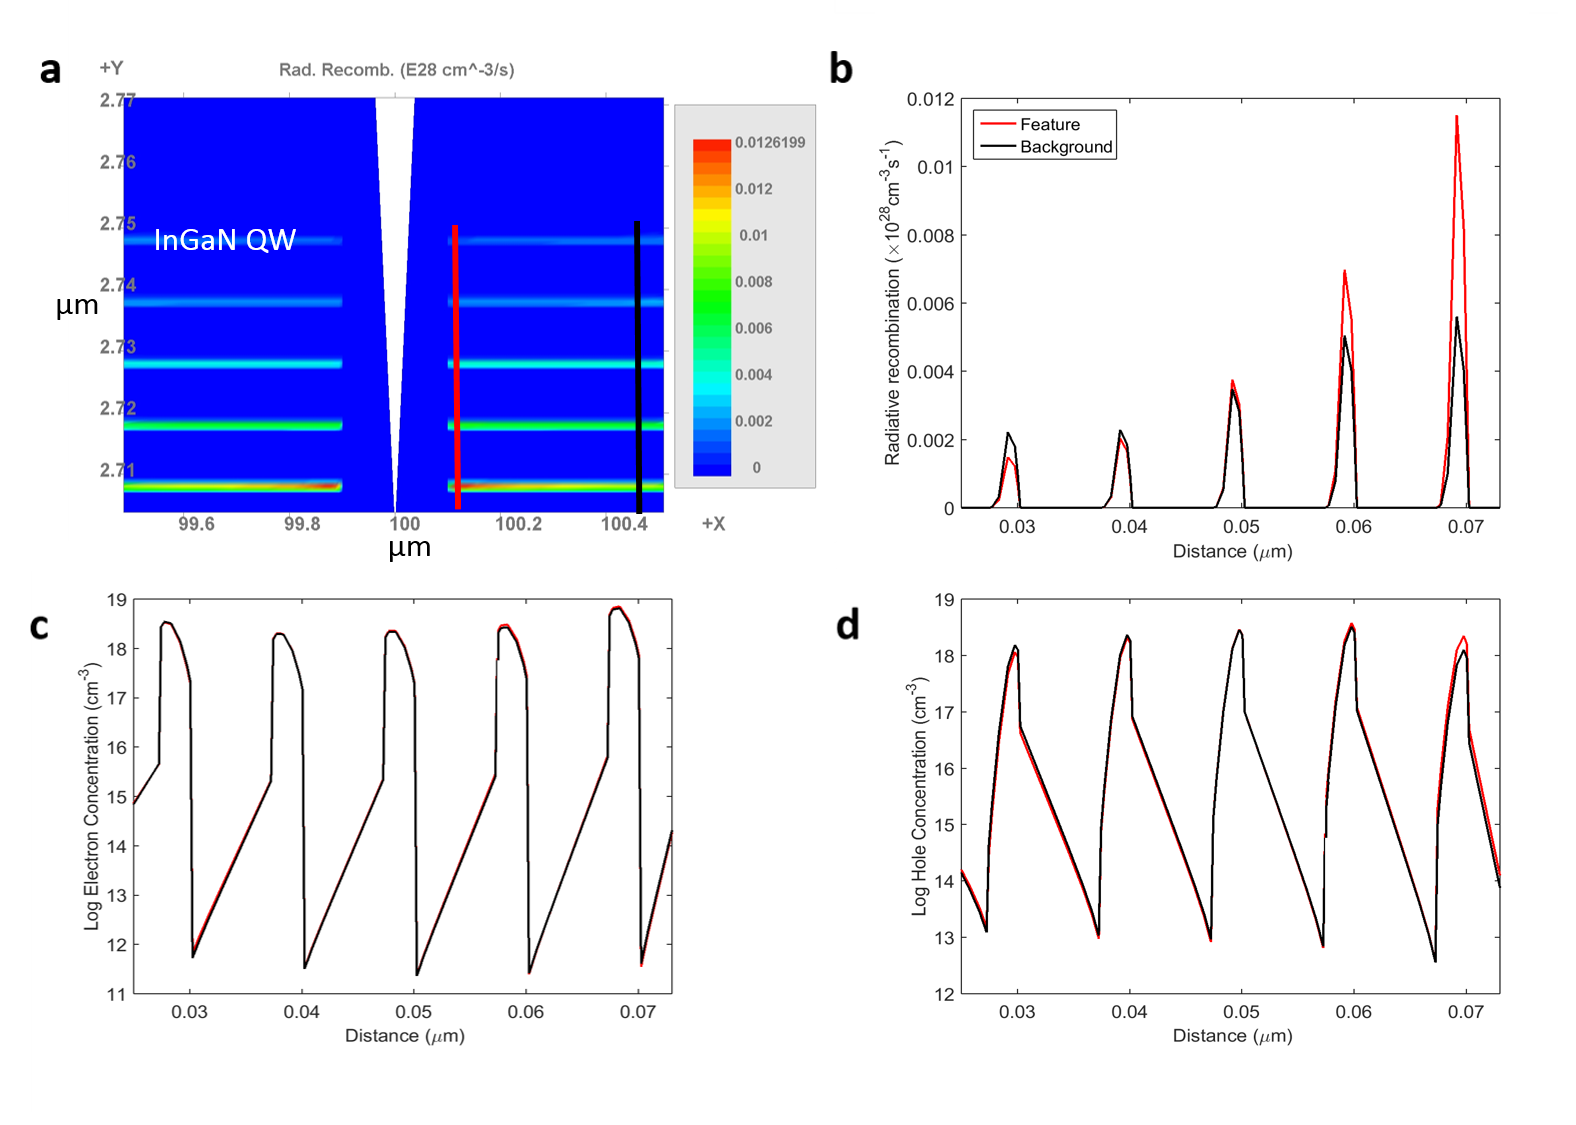 a
+Y
Rad. Recomb. (E28 cm^-3/s)
2.77
2.76
2.75
InGaN QW
2.74
µm
2.73
2.72
2.71
99.6 99.8 100 100.2 100.4 +X
µm
0.0126199
0.012
0.01
0.008
0.006
0.004
0.002
0
b
0.012
0.01
0.008
0.006
0.004
0.002
0
Radiative recombination (×10^28cm^-3s^-1)
Feature
Background
0.03 0.04 0.05 0.06 0.07
Distance (μm)
c
19
18
17
16
15
14
13
12
11
Log Electron Concentration (cm^-3)
0.03 0.04 0.05 0.06 0.07
Distance (μm)
d
19
18
17
16
15
14
13
12
Log Hole Concentration (cm^-3)
0.03 0.04 0.05 0.06 0.07
Distance (μm)